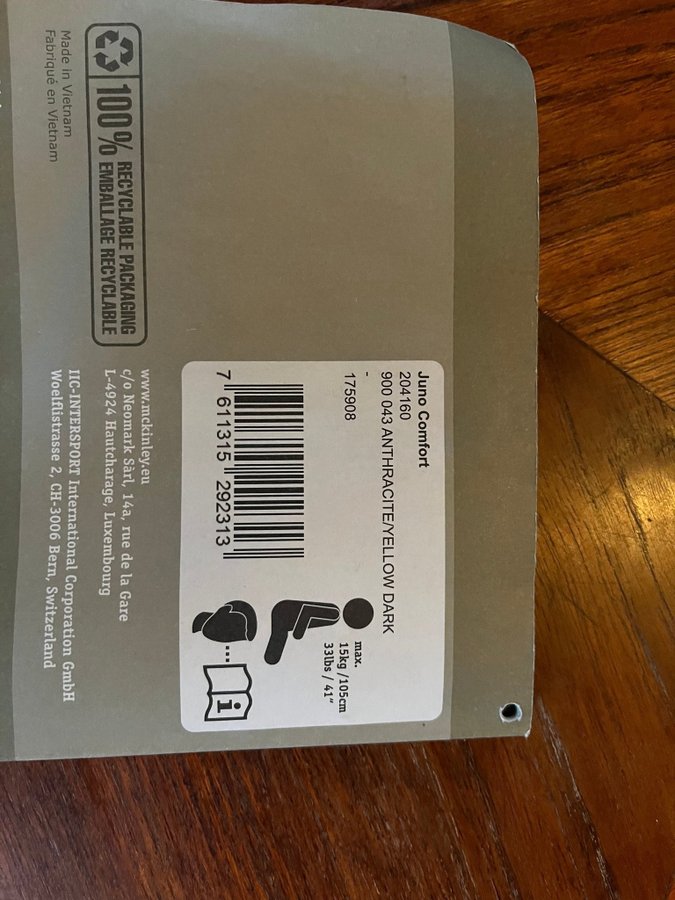 Made in Vietnam
Fabriqué en Vietnam
100% RECYCLABLE PACKAGING
EMBALLAGE RECYCLABLE
Juno Comfort
204160
900 043 ANTHRACITE/YELLOW DARK
-
175908
7 611315 292313
max.
15kg / 105cm
33lbs / 41"
... i
www.mckinley.eu
c/o Neomark Sàrl, 14a, rue de la Gare
L-4924 Hautcharage, Luxembourg
IIC-INTERSPORT International Corporation GmbH
Woelflistrasse 2, CH-3006 Bern, Switzerland